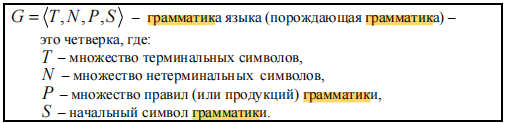 G = ⟨T, N, P, S⟩ – грамматика языка (порождающая грамматика) –
это четверка, где:
T – множество терминальных символов,
N – множество нетерминальных символов,
P – множество правил (или продукций) грамматики,
S – начальный символ грамматики.